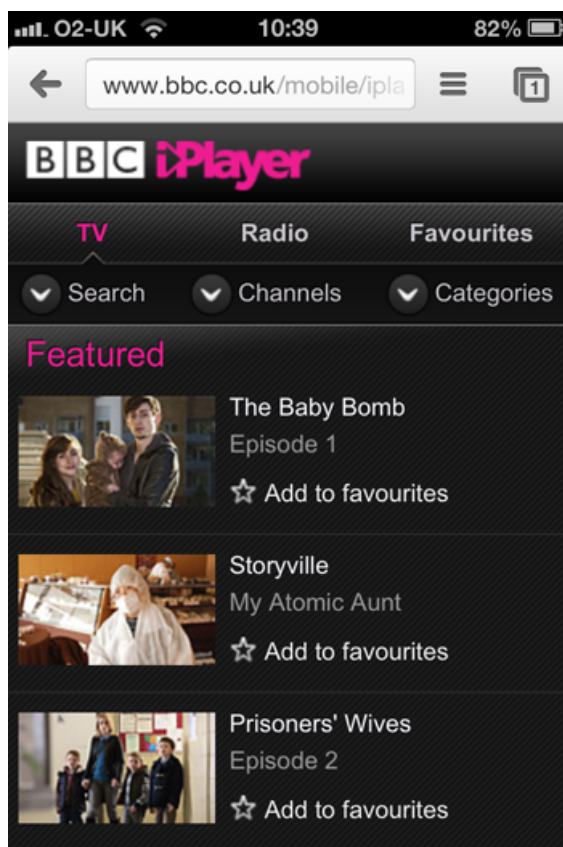 O2-UK 10:39 82%
www.bbc.co.uk/mobile/ipla 1
BBC iPlayer
TV Radio Favourites
Search Channels Categories
Featured
The Baby Bomb
Episode 1
Add to favourites
Storyville
My Atomic Aunt
Add to favourites
Prisoners' Wives
Episode 2
Add to favourites